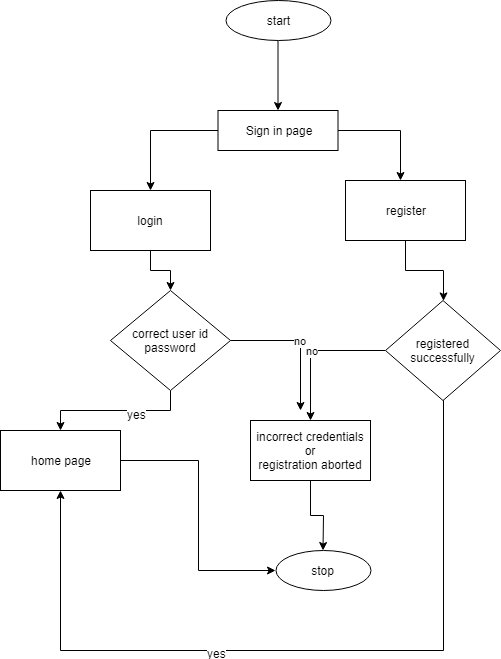 start
Sign in page
login
register
correct user id
password
no
no
registered
successfully
yes
home page
incorrect credentials
or
registration aborted
stop
yes